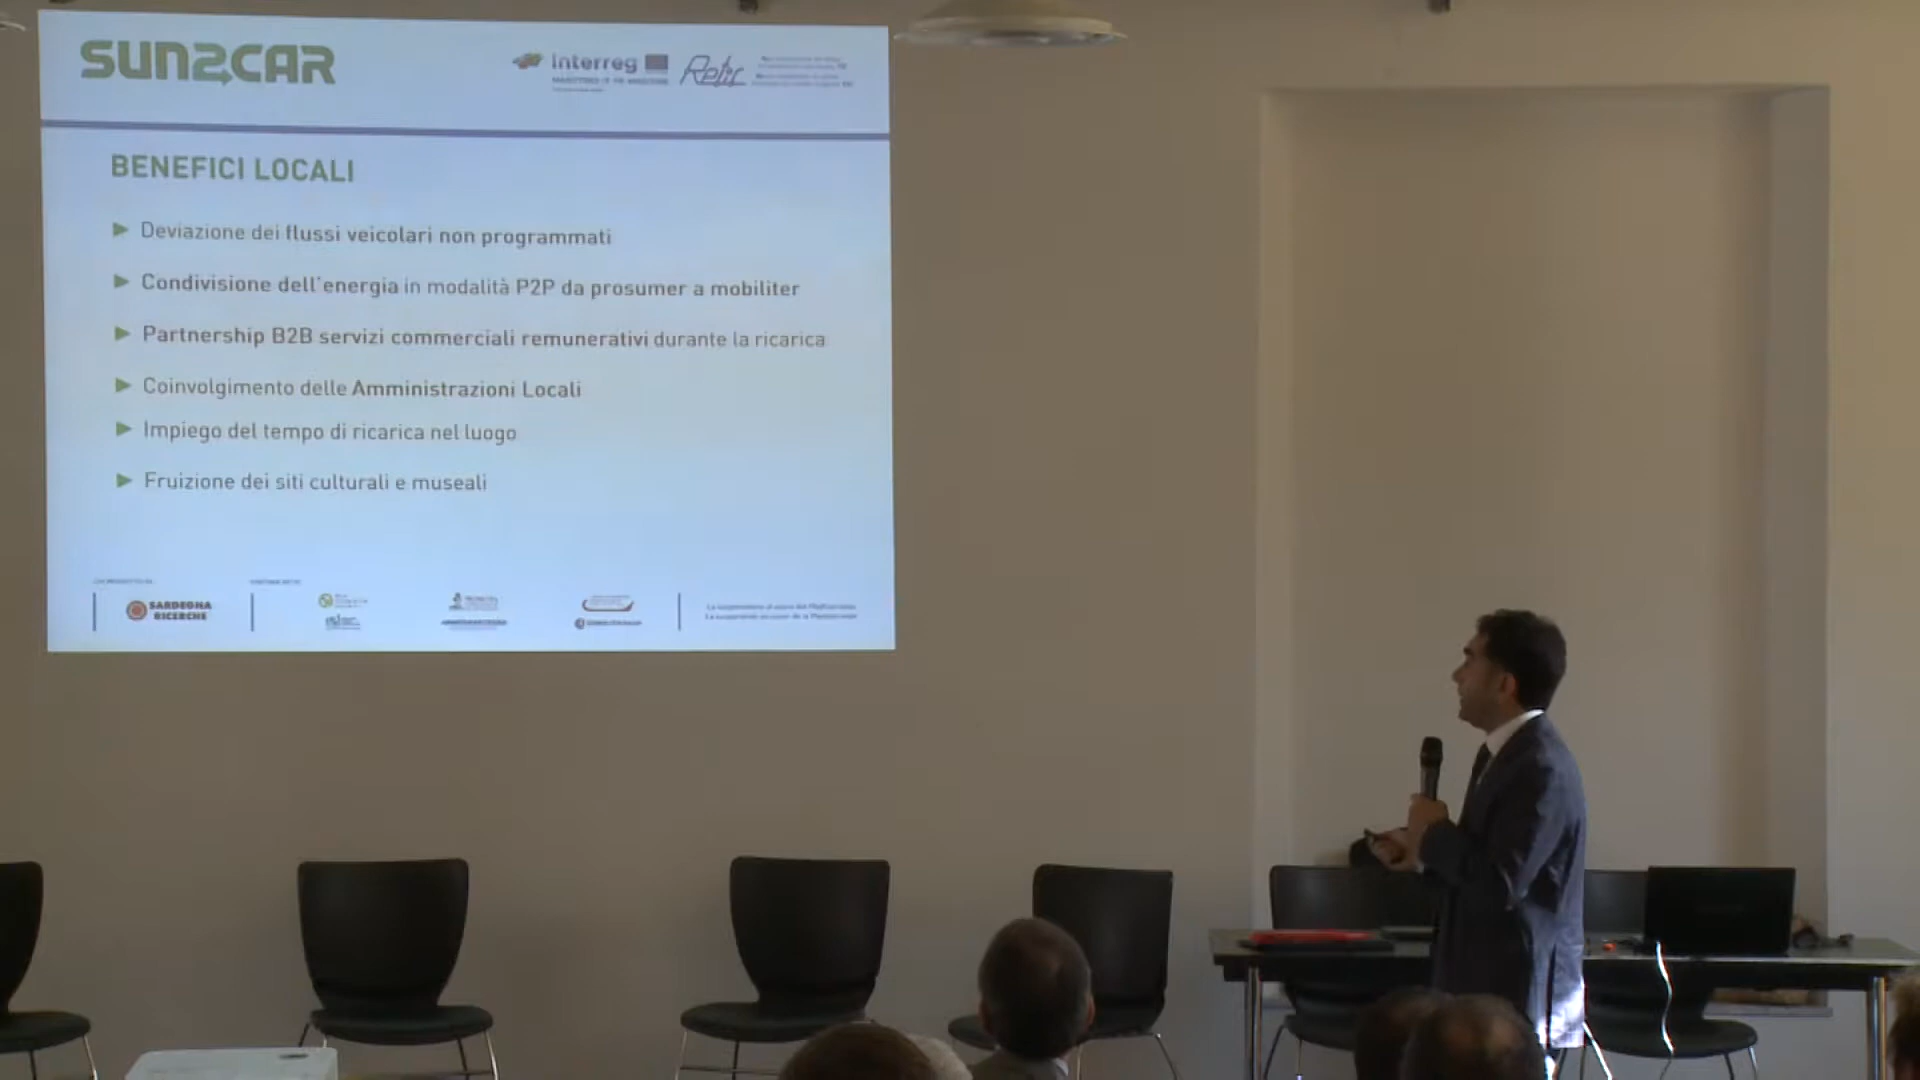 SUN2CAR
Interreg
Retic
BENEFICI LOCALI
Deviazione dei flussi veicolari non programmati
Condivisione dell'energia in modalità P2P da prosumer a mobiliter
Partnership B2B servizi commerciali remunerativi durante la ricarica
Coinvolgimento delle Amministrazioni Locali
Impiego del tempo di ricarica nel luogo
Fruizione dei siti culturali e museali
SARDEGNA
RICERCHE